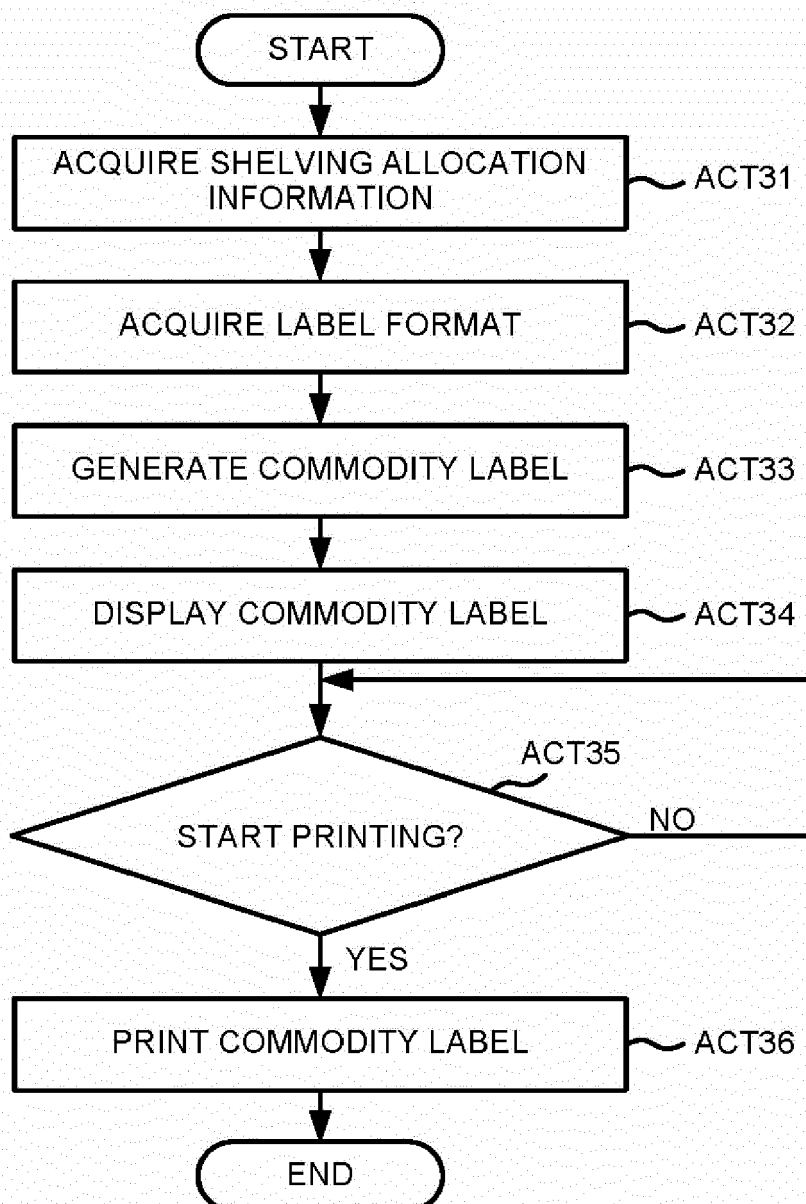 START
ACQUIRE SHELVING ALLOCATION
INFORMATION
ACT31
ACQUIRE LABEL FORMAT
ACT32
GENERATE COMMODITY LABEL
ACT33
DISPLAY COMMODITY LABEL
ACT34
ACT35
START PRINTING?
NO
YES
PRINT COMMODITY LABEL
ACT36
END